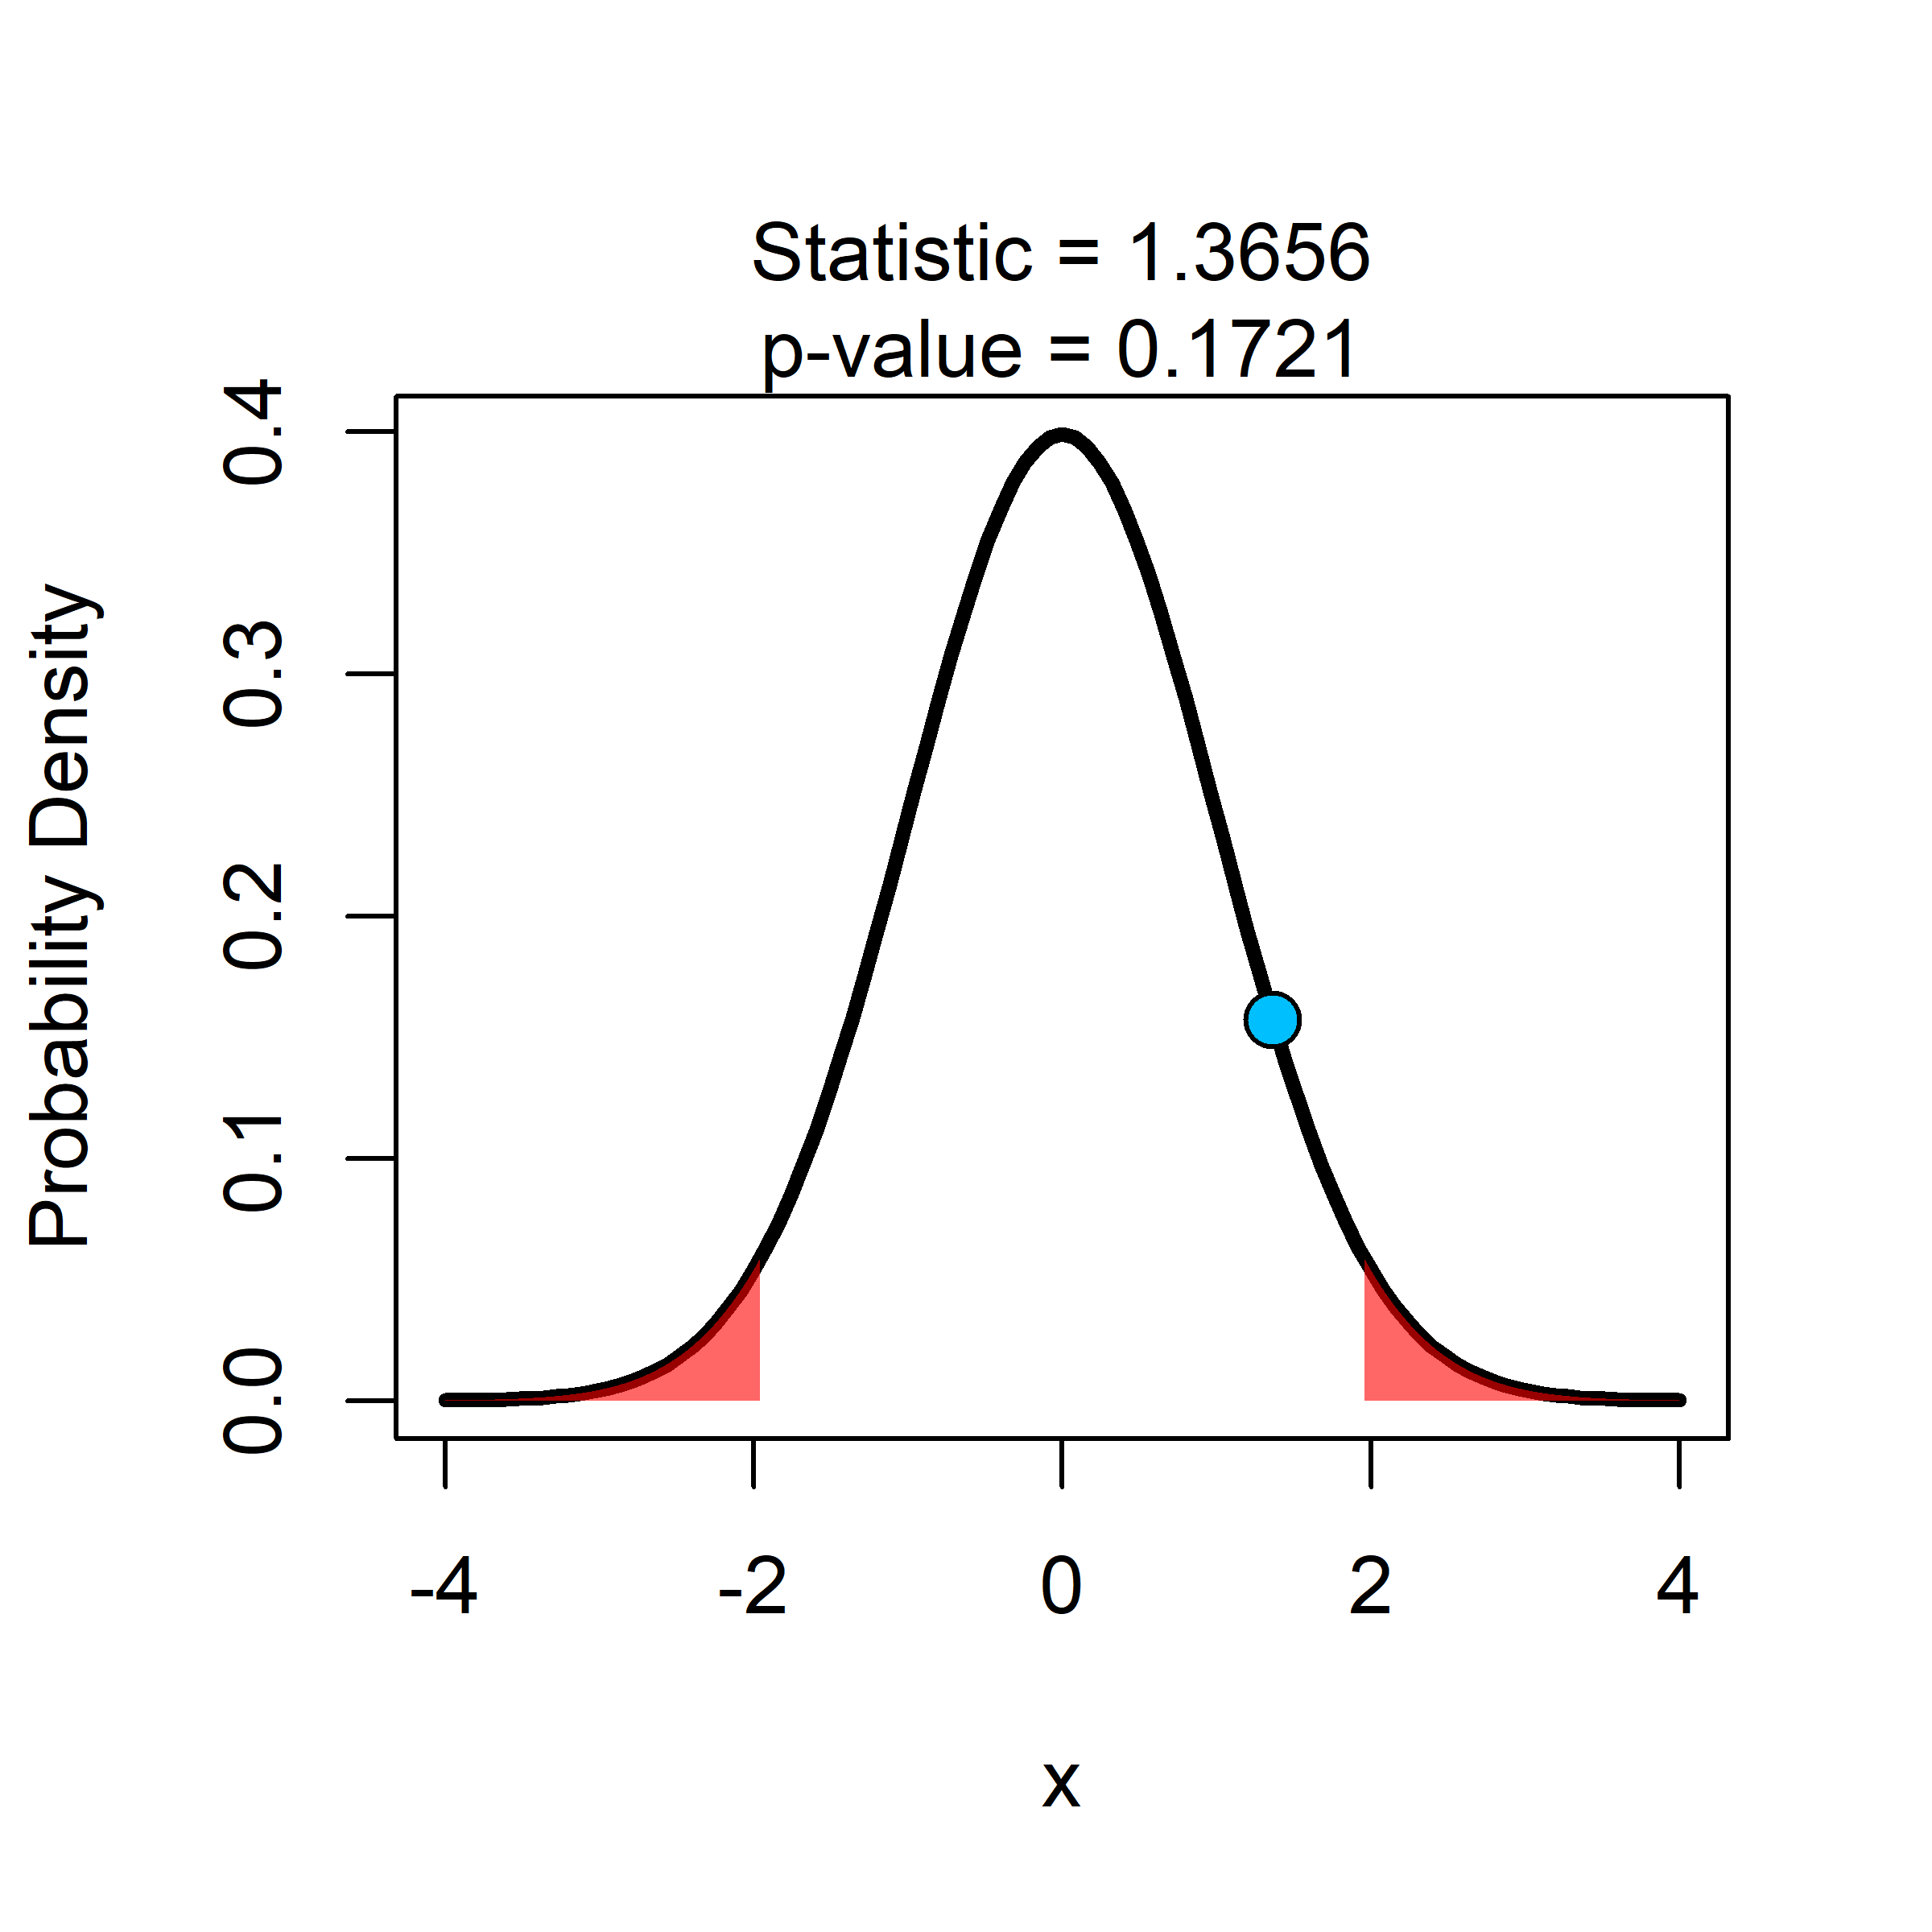 Statistic = 1.3656
p-value = 0.1721
Probability Density
0.4
0.3
0.2
0.1
0.0
-4 -2 0 2 4
x